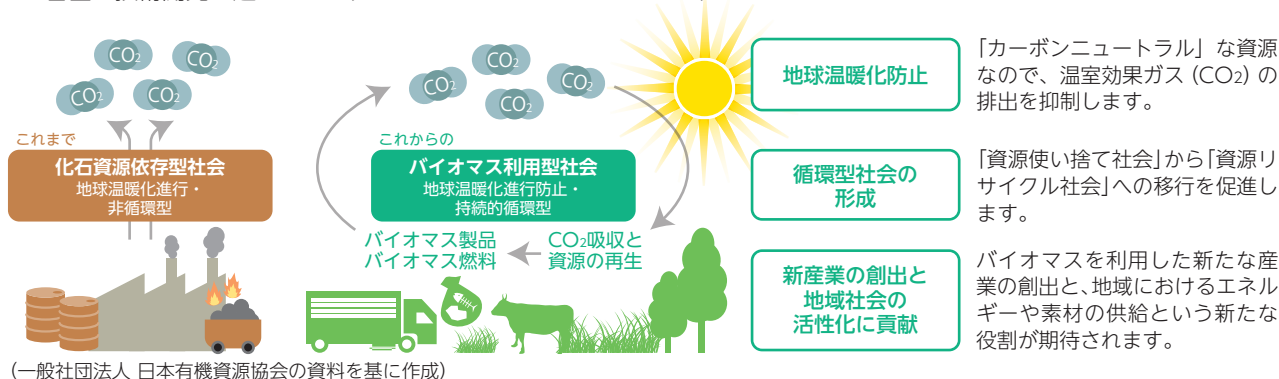 CO2
CO2
CO2
CO2
CO2
これまで
化石資源依存型社会
地球温暖化進行・
非循環型
CO2
CO2
CO2
CO2
これからの
バイオマス利用型社会
地球温暖化進行防止・
持続的循環型
バイオマス製品
バイオマス燃料
CO2吸収と
資源の再生
地球温暖化防止
「カーボンニュートラル」な資源
なので、温室効果ガス（CO2）の
排出を抑制します。
循環型社会の
形成
「資源使い捨て社会」から「資源リ
サイクル社会」への移行を促進し
ます。
新産業の創出と
地域社会の
活性化に貢献
バイオマスを利用した新たな産
業の創出と、地域におけるエネル
ギーや素材の供給という新たな
役割が期待されます。
（一般社団法人 日本有機資源協会の資料を基に作成）